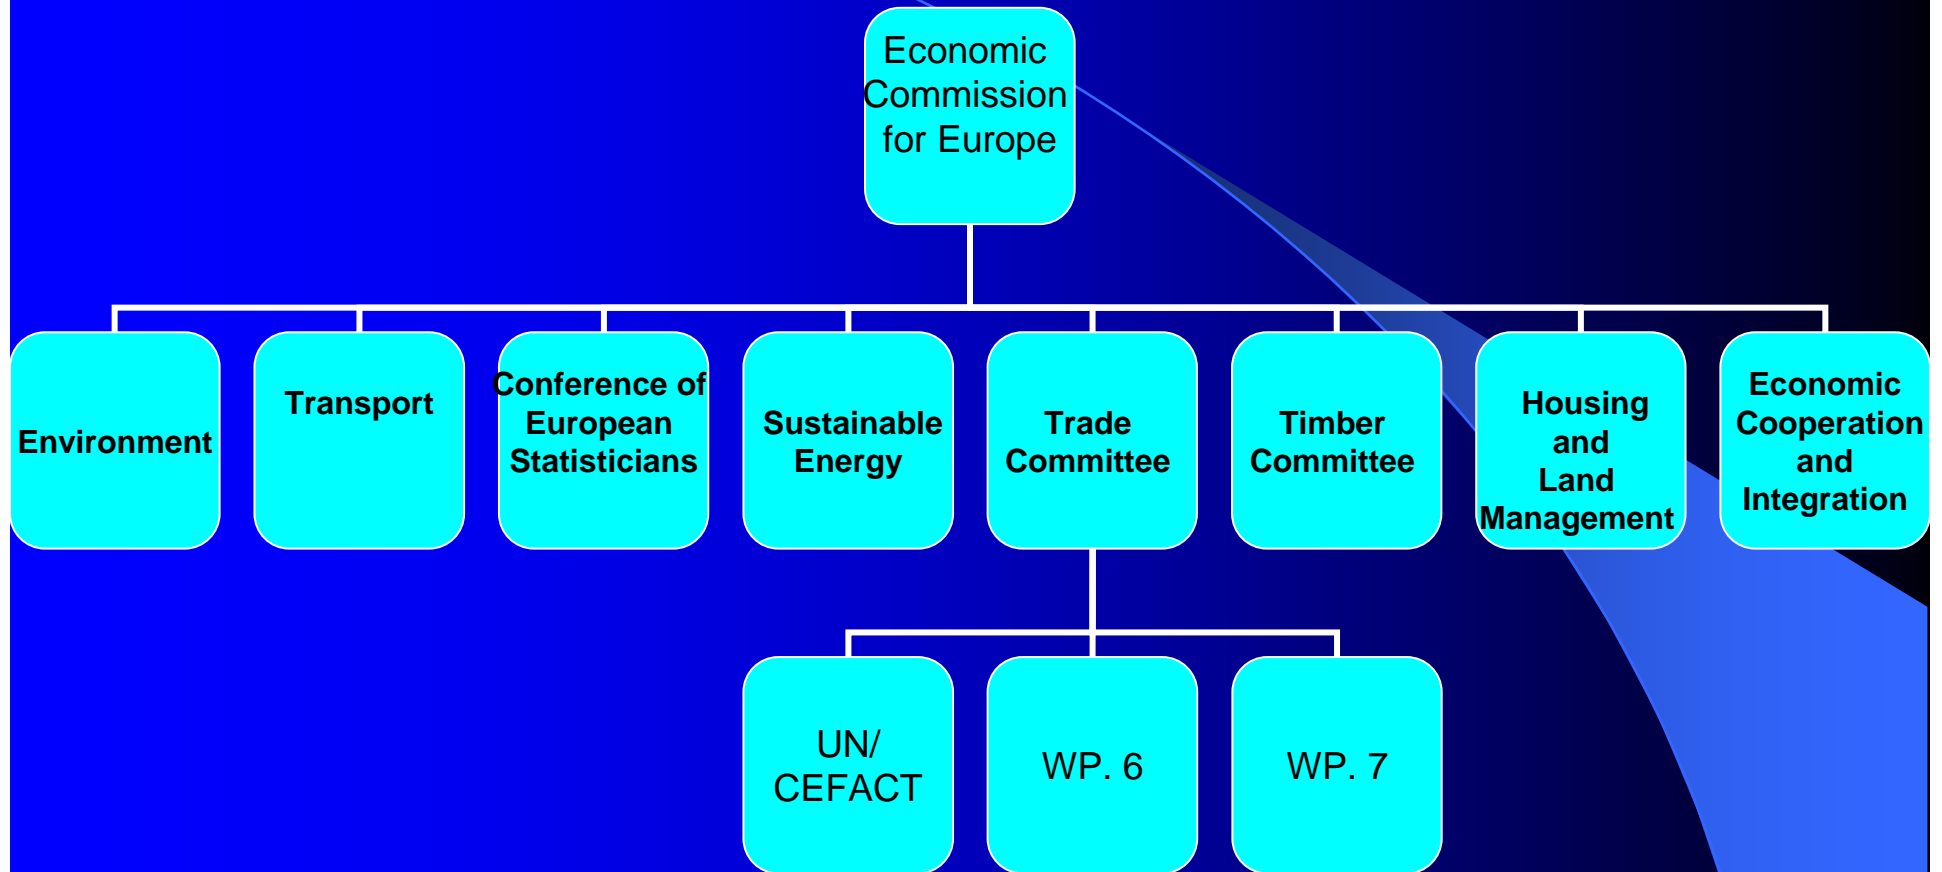 Economic
Commission
for Europe
Environment
Transport
Conference of
European
Statisticians
Sustainable
Energy
Trade
Committee
Timber
Committee
Housing
and
Land
Management
Economic
Cooperation
and
Integration
UN/
CEFACT
WP. 6
WP. 7